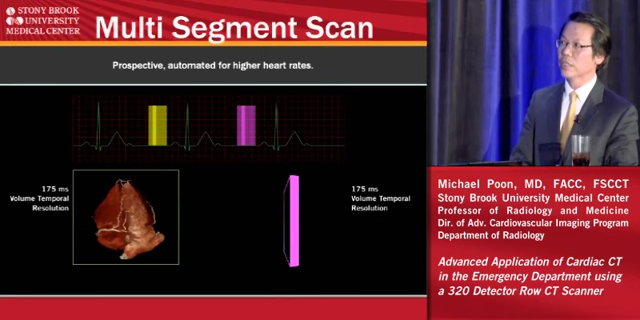 STONY BROOK
UNIVERSITY
MEDICAL CENTER
Multi Segment Scan
Prospective, automated for higher heart rates.
175 ms
Volume Temporal
Resolution
175 ms
Volume Temporal
Resolution
Michael Poon, MD, FACC, FSCCT
Stony Brook University Medical Center
Professor of Radiology and Medicine
Dir. of Adv. Cardiovascular Imaging Program
Department of Radiology
Advanced Application of Cardiac CT
in the Emergency Department using
a 320 Detector Row CT Scanner